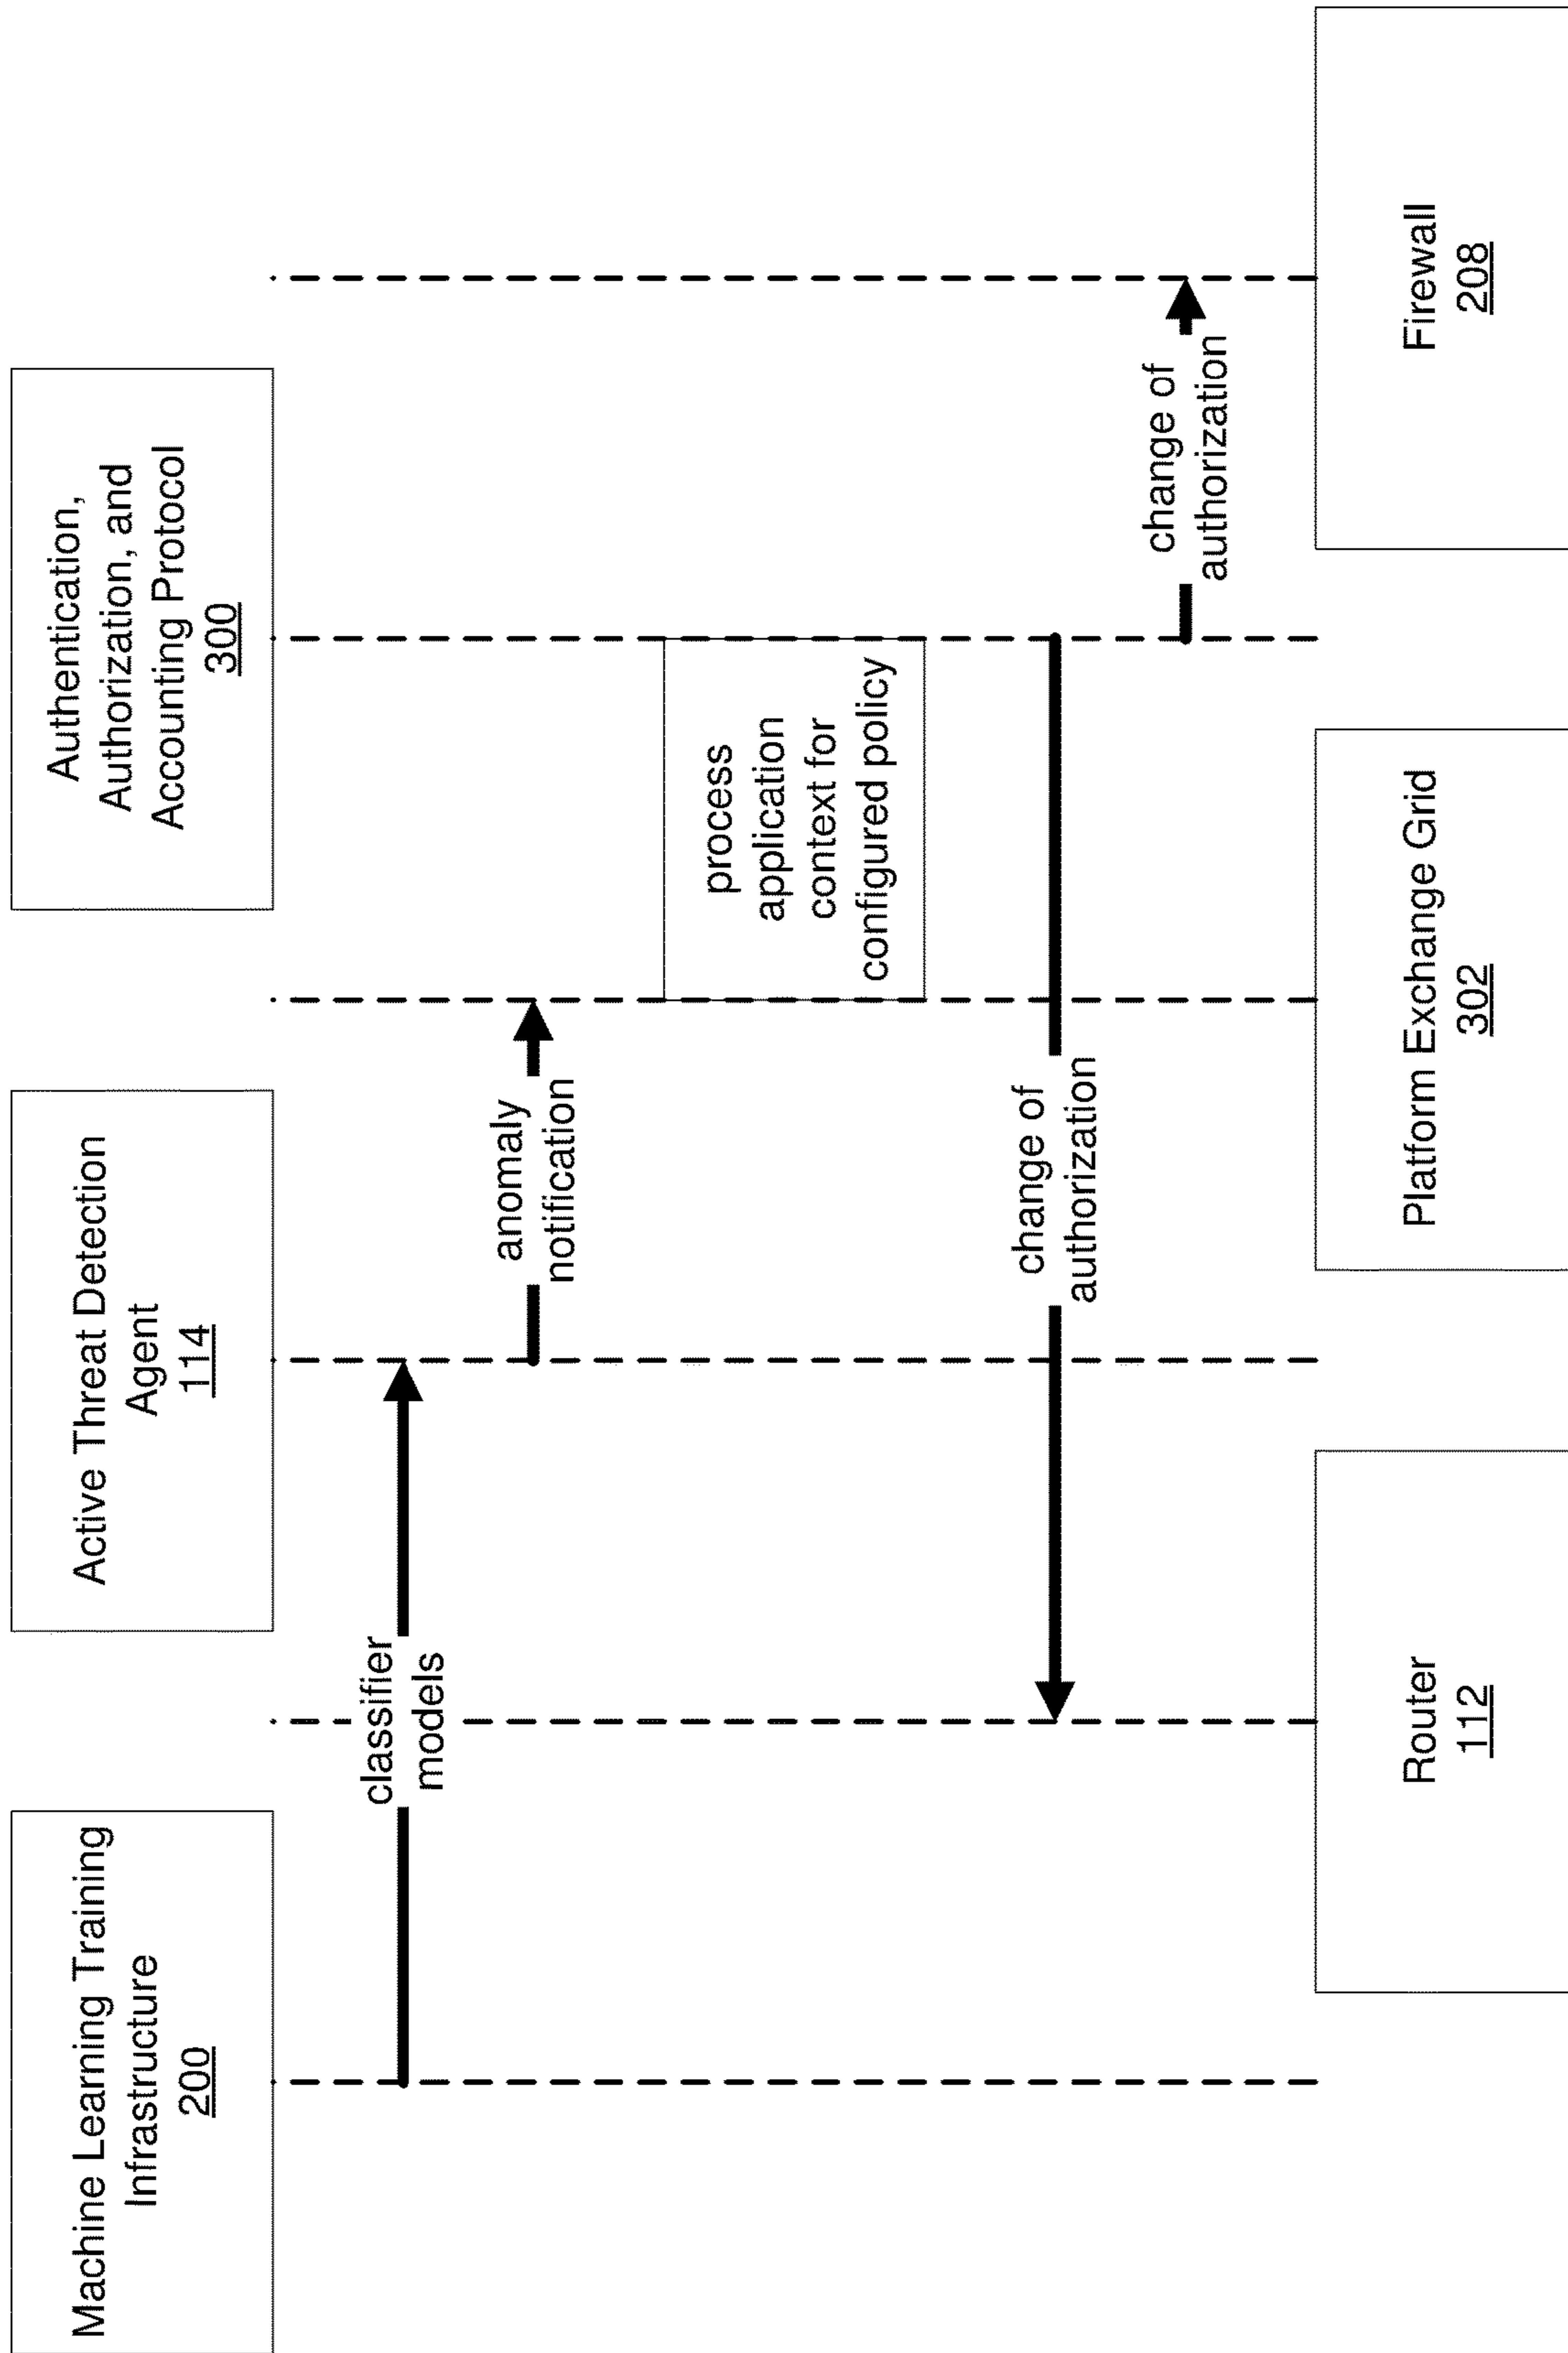 Machine Learning Training
Infrastructure
200
Active Threat Detection
Agent
114
Authentication,
Authorization, and
Accounting Protocol
300
classifier
models
anomaly
notification
process
application
context for
configured policy
change of
authorization
change of
authorization
Router
112
Platform Exchange Grid
302
Firewall
208